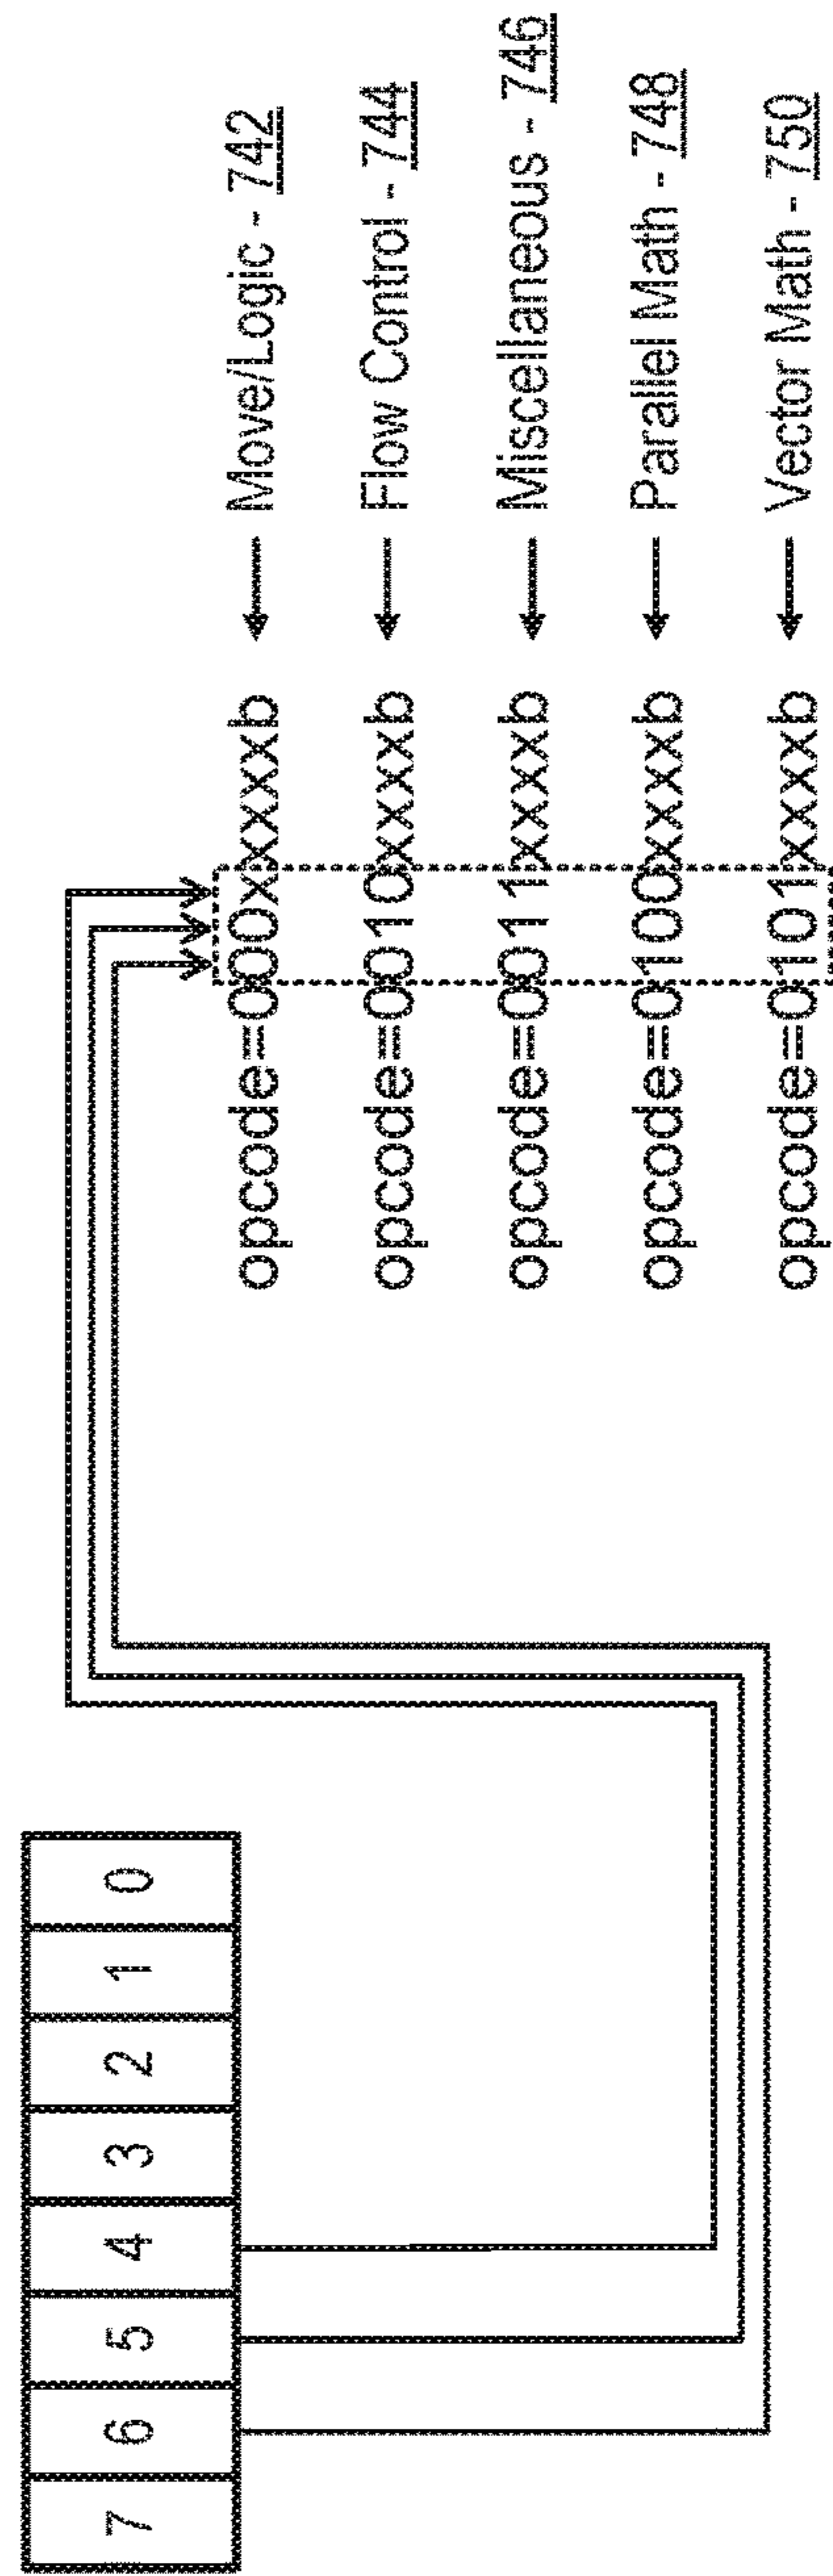 7 6 5 4 3 2 1 0
opcode=000xxxxxb ← Move/Logic - 742
opcode=0010xxxxb ← Flow Control - 744
opcode=0011xxxxb ← Miscellaneous - 746
opcode=0100xxxxb ← Parallel Math - 748
opcode=0101xxxxb ← Vector Math - 750